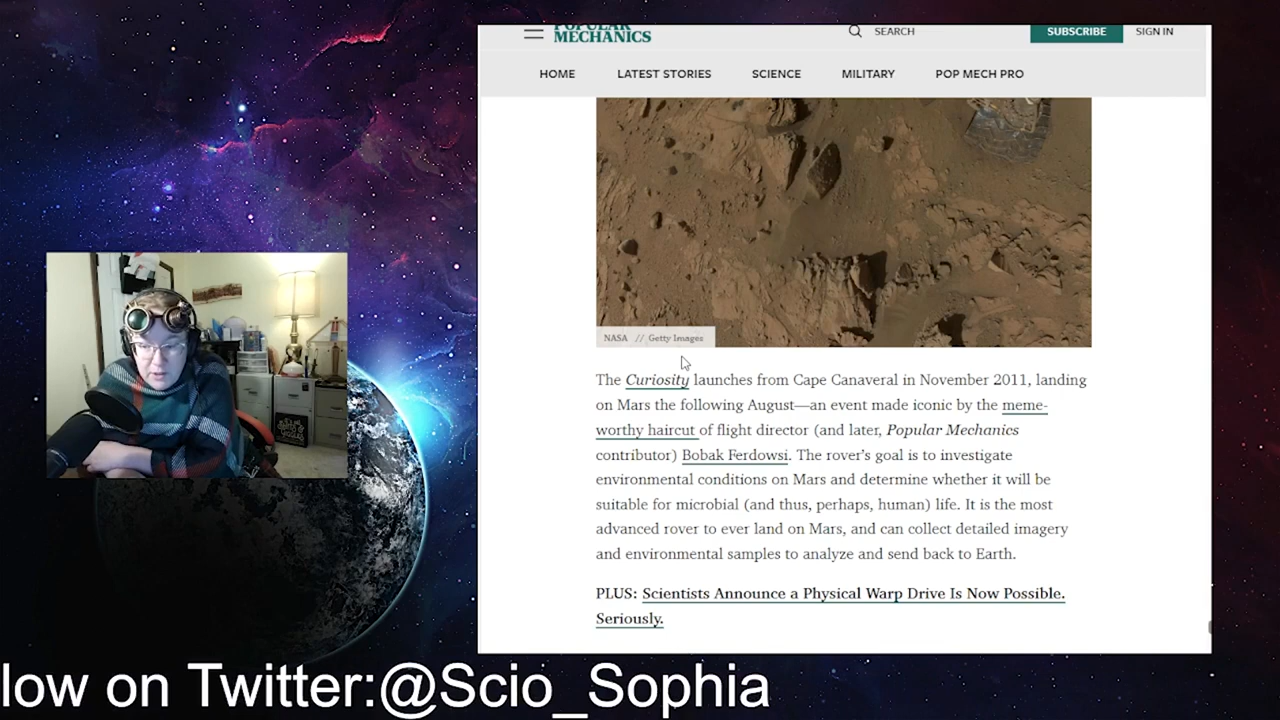 POPULAR
MECHANICS
SEARCH
SUBSCRIBE
SIGN IN
HOME
LATEST STORIES
SCIENCE
MILITARY
POP MECH PRO
NASA // Getty Images
The Curiosity launches from Cape Canaveral in November 2011, landing
on Mars the following August—an event made iconic by the meme-
worthy haircut of flight director (and later, Popular Mechanics
contributor) Bobak Ferdowsi. The rover's goal is to investigate
environmental conditions on Mars and determine whether it will be
suitable for microbial (and thus, perhaps, human) life. It is the most
advanced rover to ever land on Mars, and can collect detailed imagery
and environmental samples to analyze and send back to Earth.
PLUS: Scientists Announce a Physical Warp Drive Is Now Possible.
Seriously.
low on Twitter:@Scio_Sophia